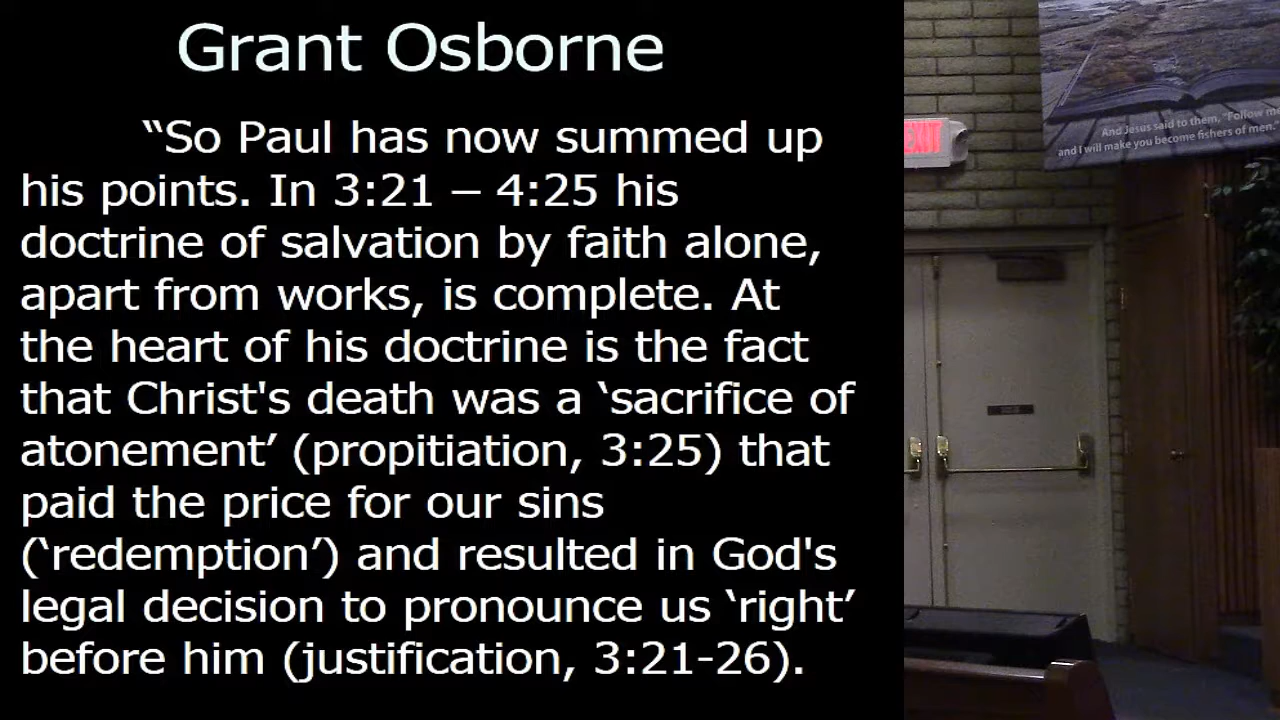 Grant Osborne
“So Paul has now summed up
his points. In 3:21 – 4:25 his
doctrine of salvation by faith alone,
apart from works, is complete. At
the heart of his doctrine is the fact
that Christ's death was a ‘sacrifice of
atonement’ (propitiation, 3:25) that
paid the price for our sins
(‘redemption’) and resulted in God's
legal decision to pronounce us ‘right’
before him (justification, 3:21-26).
EXIT
And Jesus said to them, "Follow me
and I will make you become fishers of men."